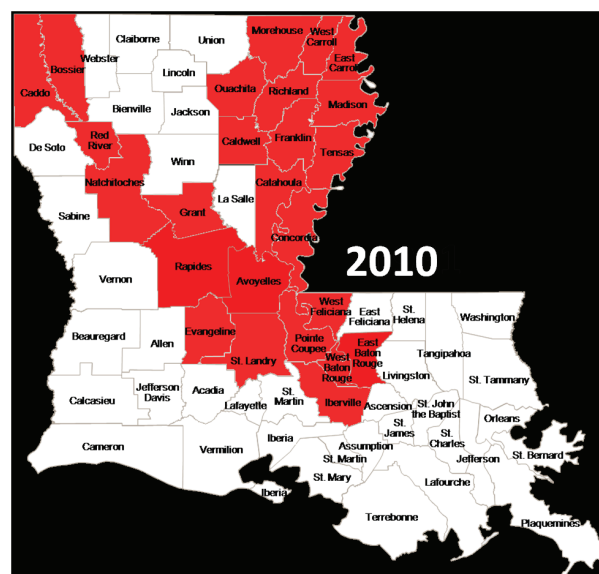 Claiborne
Union
Morehouse
West
Carroll
East
Carroll
Webster
Bossier
Caddo
Lincoln
Ouachita
Richland
Madison
Bienville
Jackson
Red
River
De Soto
Winn
Caldwell
Franklin
Tensas
Natchitoches
La Salle
Catahoula
Sabine
Grant
Concordia
2010
Vernon
Rapides
Avoyelles
West
Feliciana
East
Feliciana
St.
Helena
Washington
Beauregard
Allen
Evangeline
St. Landry
Pointe
Coupee
West
Baton
Rouge
East
Baton
Rouge
Livingston
Tangipahoa
St. Tammany
Calcasieu
Jefferson
Davis
Acadia
Lafayette
St.
Martin
Iberville
Ascension
St. John
the Baptist
Orleans
Cameron
Vermilion
Iberia
Assumption
St.
James
St.
Charles
Jefferson
St. Bernard
St. Martin
St. Mary
Iberia
Lafourche
Terrebonne
Plaquemines